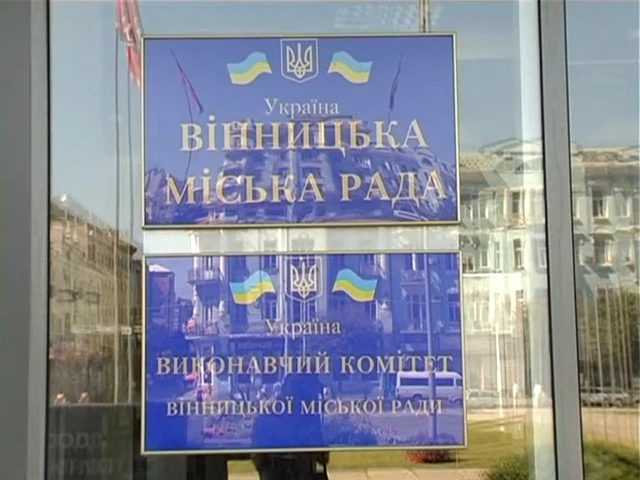 Україна
ВІННИЦЬКА
МІСЬКА РАДА
Україна
ВИКОНАВЧИЙ КОМІТЕТ
ВІННИЦЬКОЇ МІСЬКОЇ РАДИ